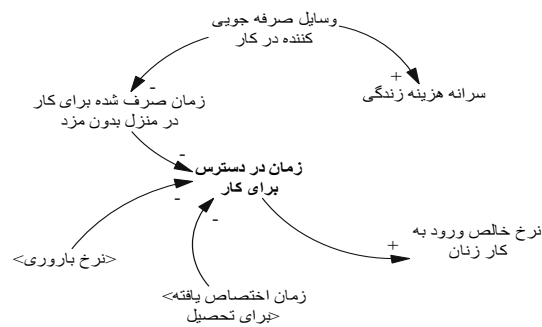 وسایل صرفه جویی
کننده در کار
-
+
زمان صرف شده برای کار
در منزل بدون مزد
سرانه هزینه زندگی
-
زمان در دسترس
برای کار
-
-
نرخ خالص ورود به
کار زنان
+
<نرخ باروری>
<زمان اختصاص یافته
برای تحصیل>